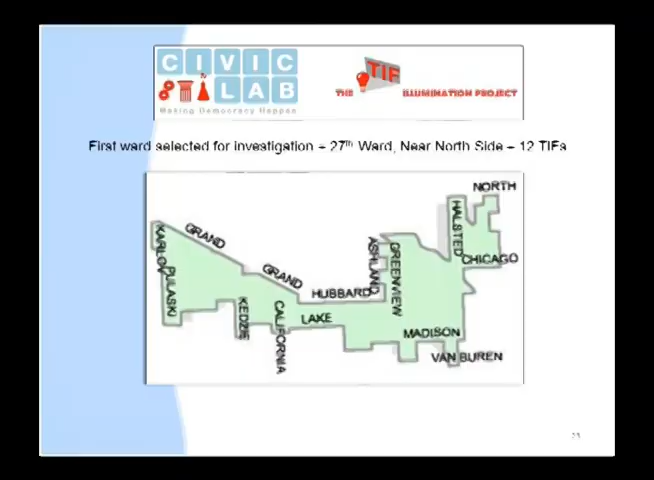 CIVIC
LAB
Making Democracy Happen
THE TIF ILLUMINATION PROJECT
First ward selected for investigation – 27th Ward, Near North Side – 12 TIFs
NORTH
HALSTED
GRAND
KARLOV
ASHLAND
GREENVIEW
CHICAGO
PULASKI
GRAND
HUBBARD
KEDZIE
CALIFORNIA
LAKE
MADISON
VAN BUREN